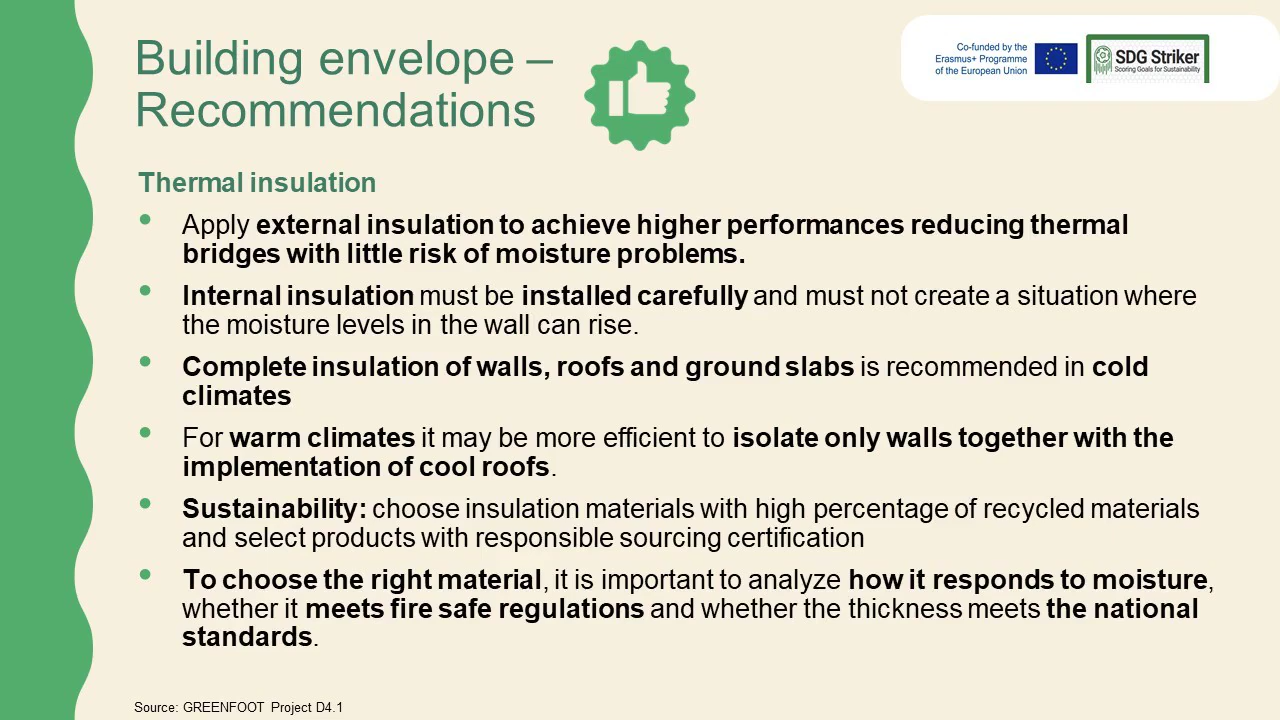 Building envelope –
Recommendations
Co-funded by the
Erasmus+ Programme
of the European Union
SDG Striker
Scoring Goals for Sustainability
Thermal insulation
• Apply external insulation to achieve higher performances reducing thermal
bridges with little risk of moisture problems.
• Internal insulation must be installed carefully and must not create a situation where
the moisture levels in the wall can rise.
• Complete insulation of walls, roofs and ground slabs is recommended in cold
climates
• For warm climates it may be more efficient to isolate only walls together with the
implementation of cool roofs.
• Sustainability: choose insulation materials with high percentage of recycled materials
and select products with responsible sourcing certification
• To choose the right material, it is important to analyze how it responds to moisture,
whether it meets fire safe regulations and whether the thickness meets the national
standards.
Source: GREENFOOT Project D4.1